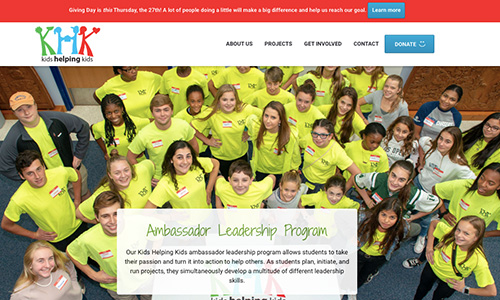 Giving Day is this Thursday, the 27th! A lot of people doing a little will make a big difference and help us reach our goal. Learn more
KHK
kids helping kids
ABOUT US PROJECTS GET INVOLVED CONTACT DONATE
Ambassador Leadership Program
Our Kids Helping Kids ambassador leadership program allows students to take
their passion and turn it into action to help others. As students plan, initiate, and
run projects, they simultaneously develop a multitude of different leadership
skills.
kids helping kids